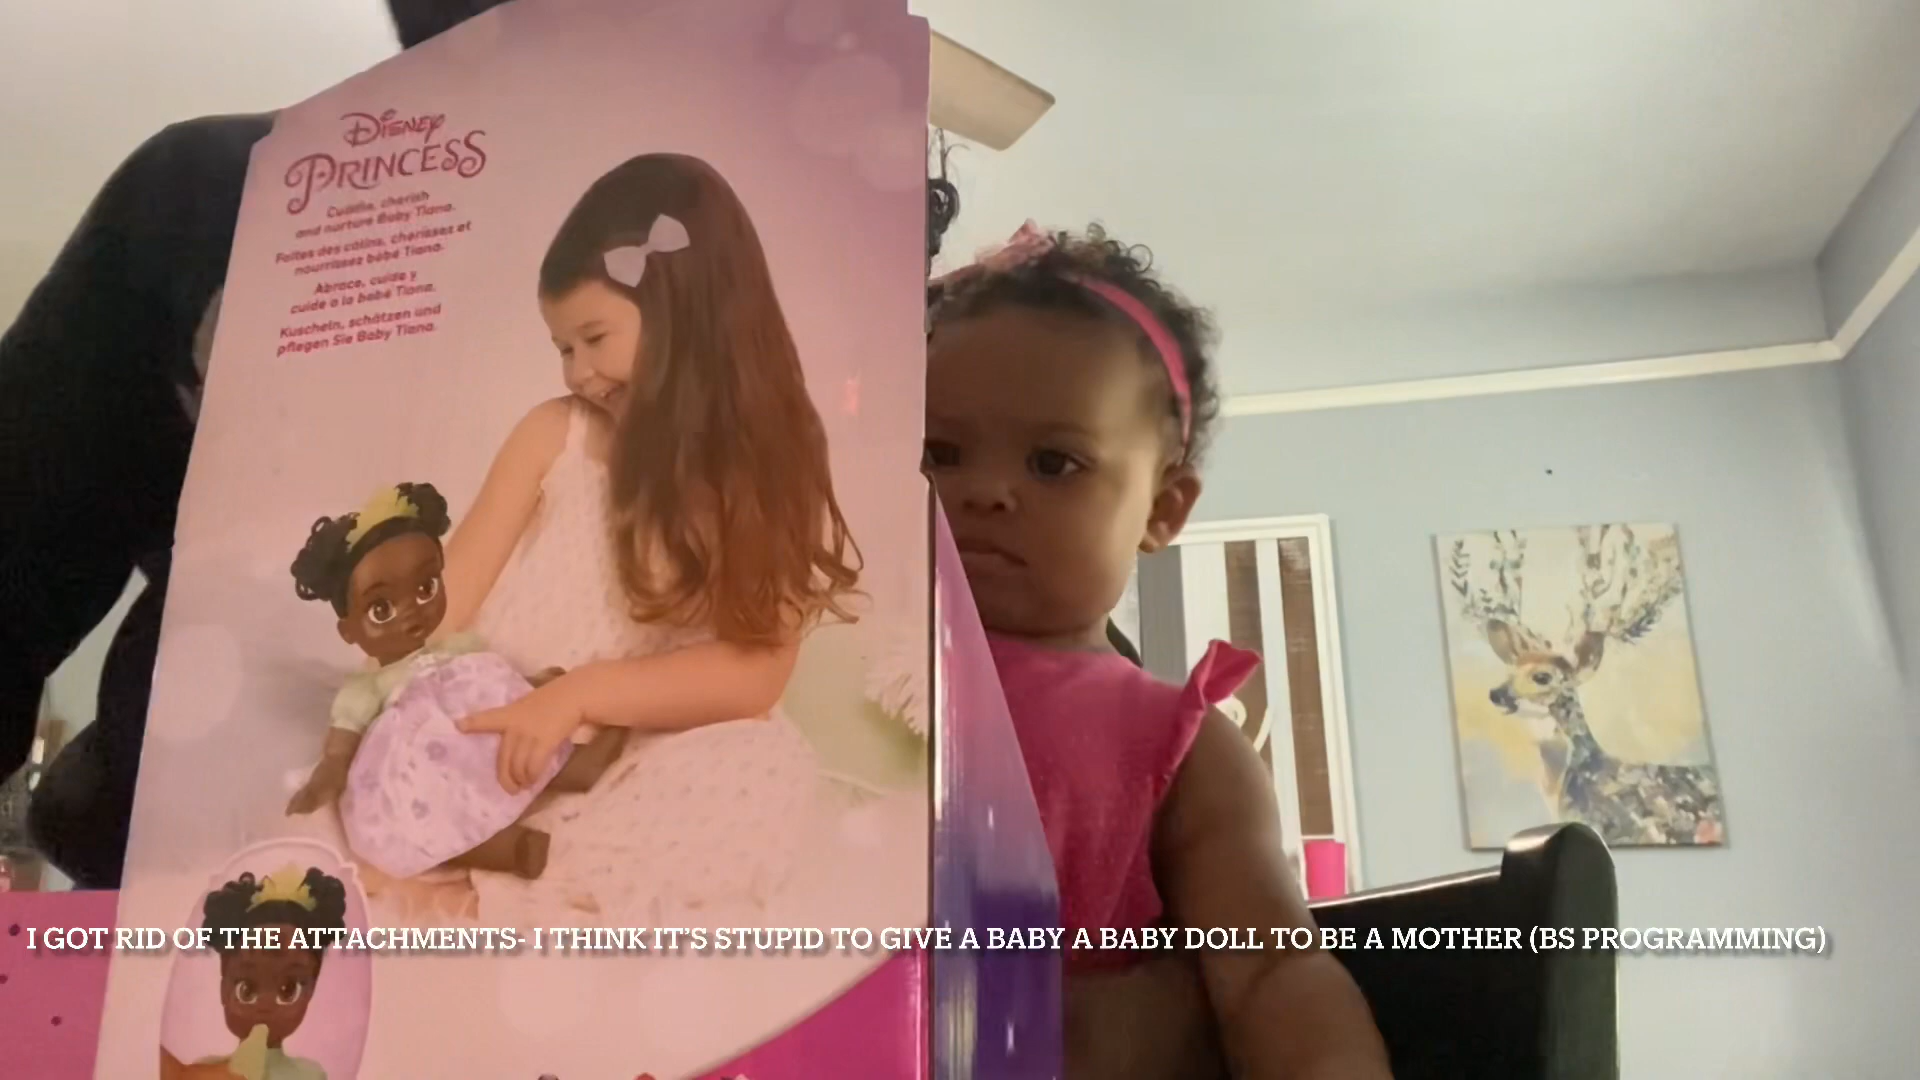 Disney
PRINCESS
Cuddle, cherish
and nurture Baby Tiana.
Faites des câlins, chérissez et
nourrissez bébé Tiana.
Abrace, cuide y
cuide a la bebé Tiana.
Kuscheln, schätzen und
pflegen Sie Baby Tiana.
I GOT RID OF THE ATTACHMENTS- I THINK IT'S STUPID TO GIVE A BABY A BABY DOLL TO BE A MOTHER (BS PROGRAMMING)